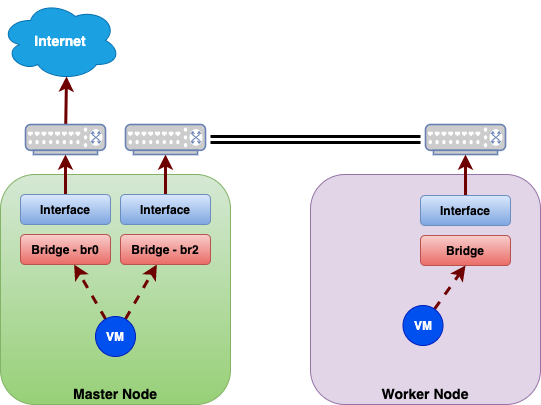 Internet
Interface
Interface
Interface
Bridge - br0
Bridge - br2
Bridge
VM
VM
Master Node
Worker Node